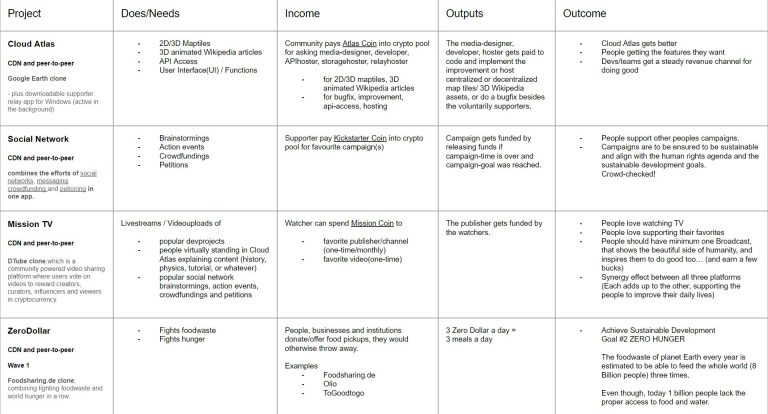 Project
Does/Needs
Income
Outputs
Outcome
Cloud Atlas
CDN and peer-to-peer
Google Earth clone
- plus downloadable supporter
relay app for Windows (active in
the background)
- 2D/3D Maptiles
- 3D animated Wikipedia articles
- API Access
- User Interface(UI) / Functions
Community pays Atlas Coin into crypto pool
for asking media-designer, developer,
APIhoster, storagehoster, relayhoster
- for 2D/3D maptiles, 3D
animated Wikipedia articles
- for bugfix, improvement,
api-access, hosting
The media-designer,
developer, hoster gets paid to
code and implement the
improvement or host
centralized or decentralized
map tiles/ 3D Wikipedia
assets, or do a bugfix besides
the voluntarily supporters.
- Cloud Atlas gets better
- People getting the features they want
- Devs/teams get a steady revenue channel for
doing good
Social Network
CDN and peer-to-peer
combines the efforts of social
networks, messaging,
crowdfunding and petioning in
one app.
- Brainstormings
- Action events
- Crowdfundings
- Petitions
Supporter pay Kickstarter Coin into crypto
pool for favourite campaign(s)
Campaign gets funded by
releasing funds if
campaign-time is over and
campaign-goal was reached.
- People support other peoples campaigns.
- Campaigns are to be ensured to be sustainable
and align with the human rights agenda and the
sustainable development goals.
Crowd-checked!
Mission TV
CDN and peer-to-peer
DTube clone,which is a
community powered video sharing
platform where users vote on
videos to reward creators,
curators, influencers and viewers
in cryptocurrency.
Livestreams / Videouploads of
- popular devprojects
- people virtually standing in Cloud
Atlas explaining content (history,
physics, tutorial, or whatever)
- popular social network
brainstormings, action events,
crowdfundings and petitions
Watcher can spend Mission Coin to
- favorite publisher/channel
(one-time/monthly)
- favorite video(one-time)
The publisher gets funded by
the watchers.
- People love watching TV
- People love supporting their favorites
- People should have minimum one Broadcast,
that shows the beautiful side of humanity, and
inspires them to do good too... (and earn a few
bucks)
- Synergy effect between all three platforms
(Each adds up to the other, supporting the
people to improve their daily lives)
ZeroDollar
CDN and peer-to-peer
Wave 1
Foodsharing.de clone,
combining fighting foodwaste and
world hunger in a row.
- Fights foodwaste
- Fights hunger
People, businesses and institutions
donate/offer food pickups, they would
otherwise throw away.
Examples
- Foodsharing.de
- Olio
- ToGoodtogo
3 Zero Dollar a day =
3 meals a day
- Achieve Sustainable Development
Goal #2 ZERO HUNGER
The foodwaste of planet Earth every year is
estimated to be able to feed the whole world (8
Billion people) three times.
Even though, today 1 billion people lack the
proper access to food and water.